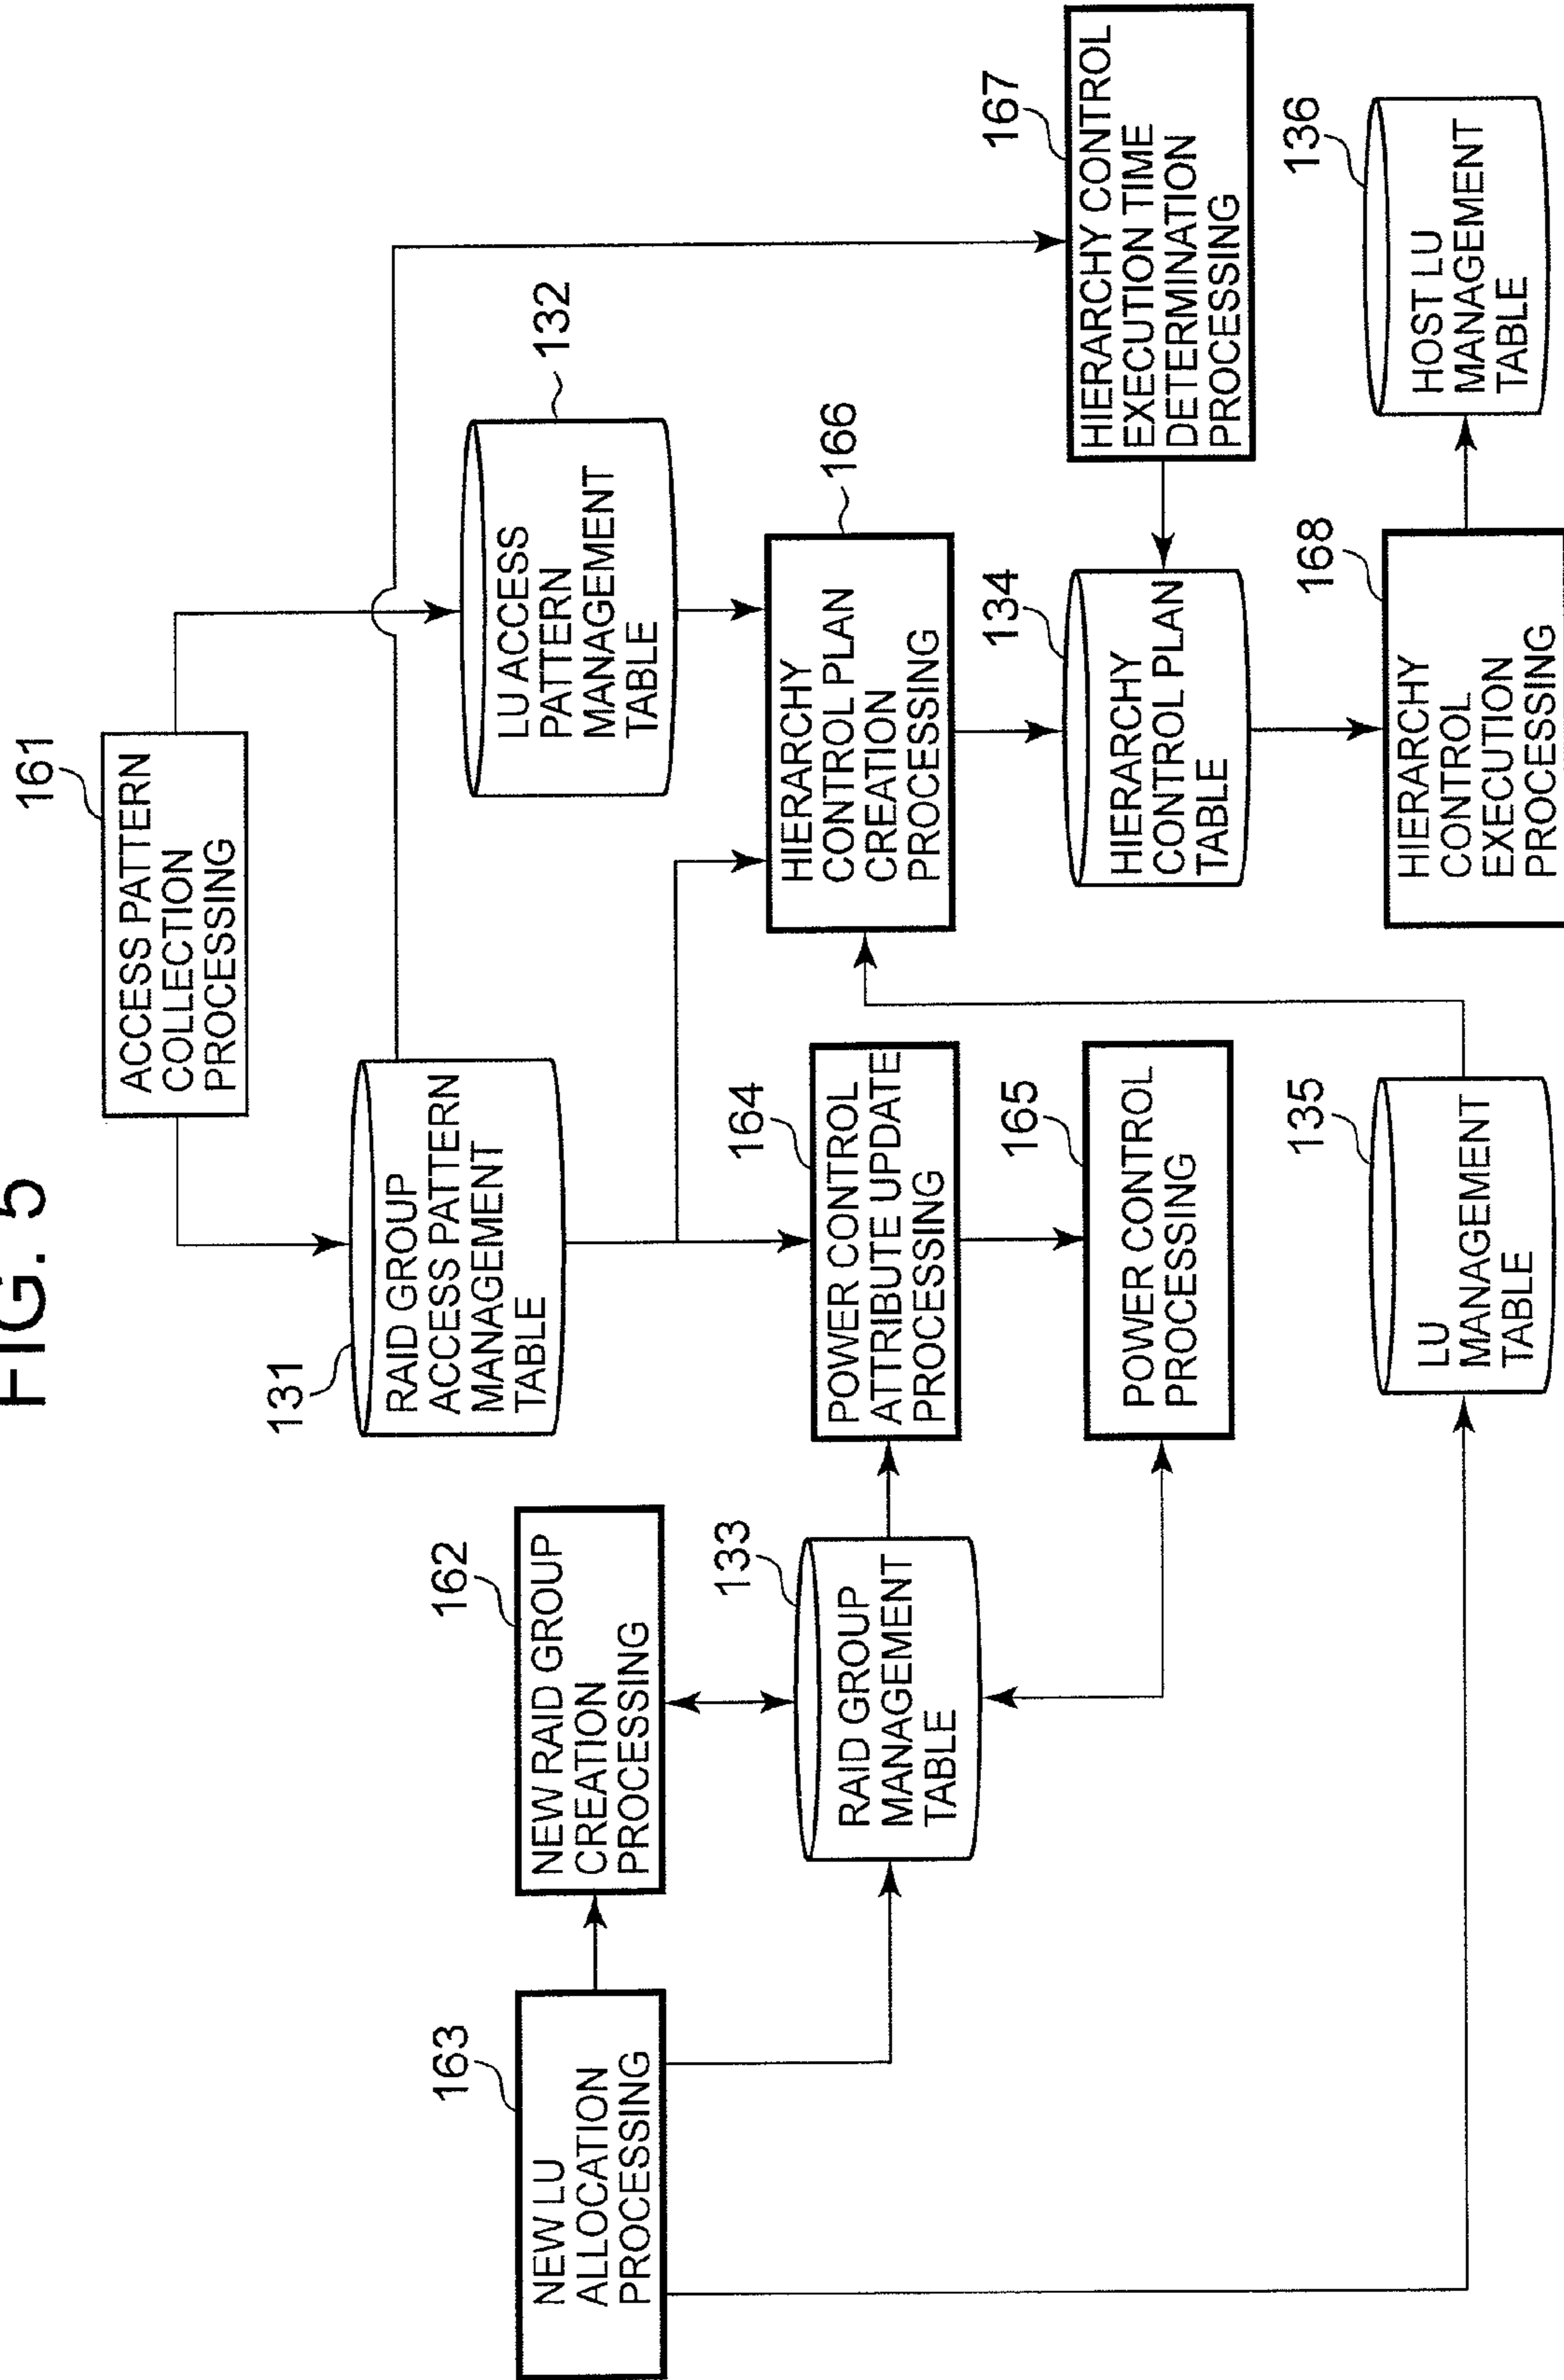 FIG. 5
161
ACCESS PATTERN
COLLECTION
PROCESSING
131
RAID GROUP
ACCESS PATTERN
MANAGEMENT
TABLE
132
LU ACCESS
PATTERN
MANAGEMENT
TABLE
163
NEW LU
ALLOCATION
PROCESSING
162
NEW RAID GROUP
CREATION
PROCESSING
133
RAID GROUP
MANAGEMENT
TABLE
164
POWER CONTROL
ATTRIBUTE UPDATE
PROCESSING
166
HIERARCHY
CONTROL PLAN
CREATION
PROCESSING
165
POWER CONTROL
PROCESSING
134
HIERARCHY
CONTROL PLAN
TABLE
167
HIERARCHY CONTROL
EXECUTION TIME
DETERMINATION
PROCESSING
135
LU
MANAGEMENT
TABLE
168
HIERARCHY
CONTROL
EXECUTION
PROCESSING
136
HOST LU
MANAGEMENT
TABLE